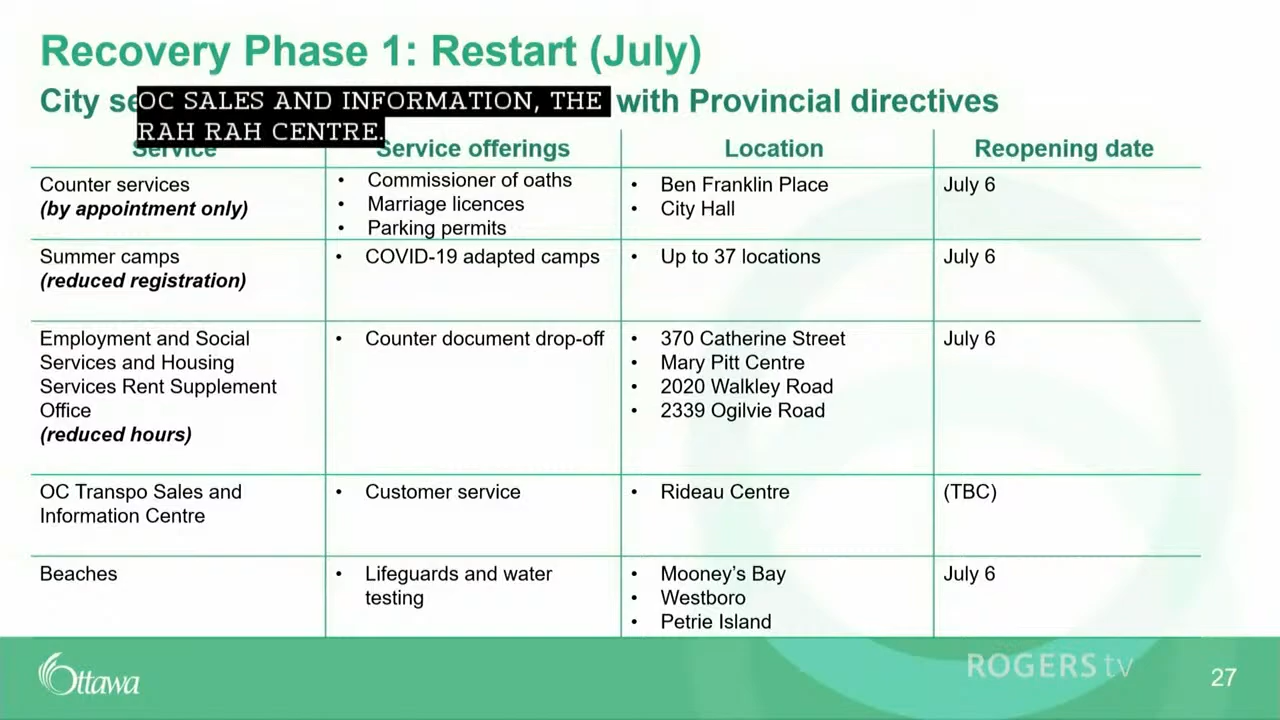 Recovery Phase 1: Restart (July)
City se
OC SALES AND INFORMATION, THE
RAH RAH CENTRE.
with Provincial directives
Service
Service offerings
Location
Reopening date
Counter services
(by appointment only)
• Commissioner of oaths
• Marriage licences
• Parking permits
• Ben Franklin Place
• City Hall
July 6
Summer camps
(reduced registration)
• COVID-19 adapted camps
• Up to 37 locations
July 6
Employment and Social
Services and Housing
Services Rent Supplement
Office
(reduced hours)
• Counter document drop-off
• 370 Catherine Street
• Mary Pitt Centre
• 2020 Walkley Road
• 2339 Ogilvie Road
July 6
OC Transpo Sales and
Information Centre
• Customer service
• Rideau Centre
(TBC)
Beaches
• Lifeguards and water
testing
• Mooney’s Bay
• Westboro
• Petrie Island
July 6
Ottawa
ROGERS tv
27